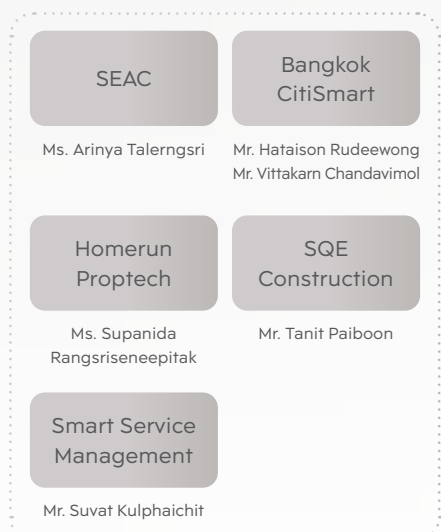 SEAC
Ms. Arinya Talerngsri
Bangkok
CitiSmart
Mr. Hataison Rudeewong
Mr. Vittakarn Chandavimol
Homerun
Proptech
Ms. Supanida
Rangsriseneepitak
SQE
Construction
Mr. Tanit Paiboon
Smart Service
Management
Mr. Suvat Kulphaichit